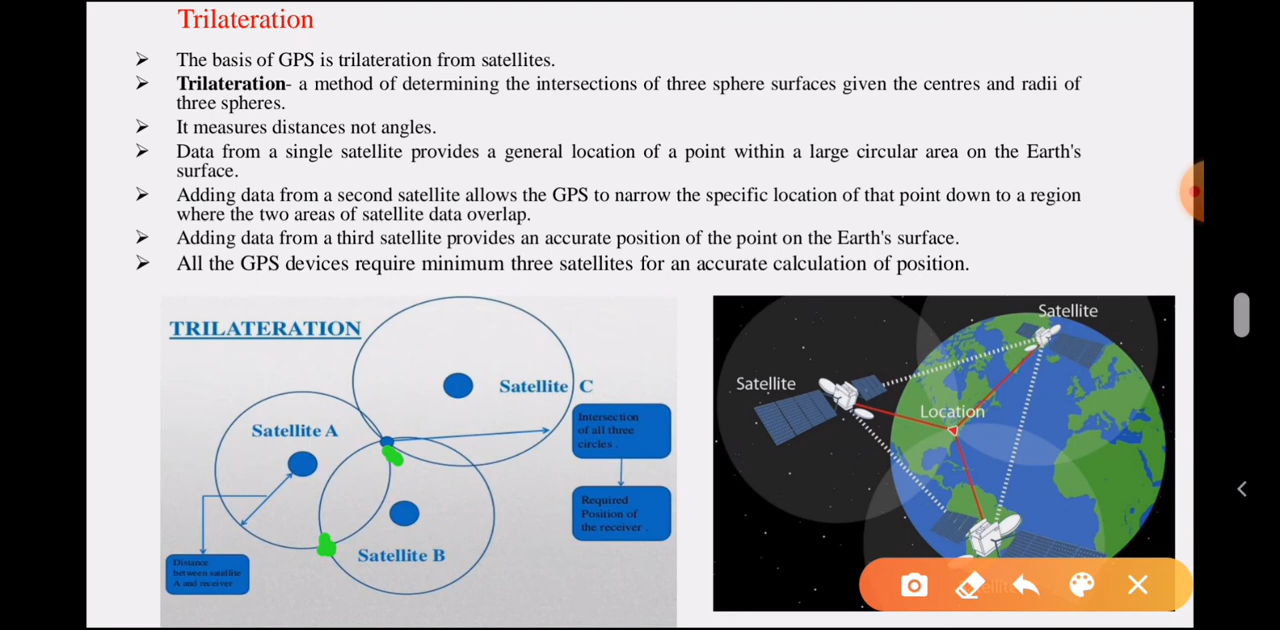 Trilateration
➢ The basis of GPS is trilateration from satellites.
➢ Trilateration- a method of determining the intersections of three sphere surfaces given the centres and radii of
three spheres.
➢ It measures distances not angles.
➢ Data from a single satellite provides a general location of a point within a large circular area on the Earth's
surface.
➢ Adding data from a second satellite allows the GPS to narrow the specific location of that point down to a region
where the two areas of satellite data overlap.
➢ Adding data from a third satellite provides an accurate position of the point on the Earth's surface.
➢ All the GPS devices require minimum three satellites for an accurate calculation of position.
TRILATERATION
Satellite C
Satellite A
Satellite B
Intersection
of all three
circles .
Required
Position of
the receiver .
Distance
between satellite
A and receiver
Satellite
Satellite
Location